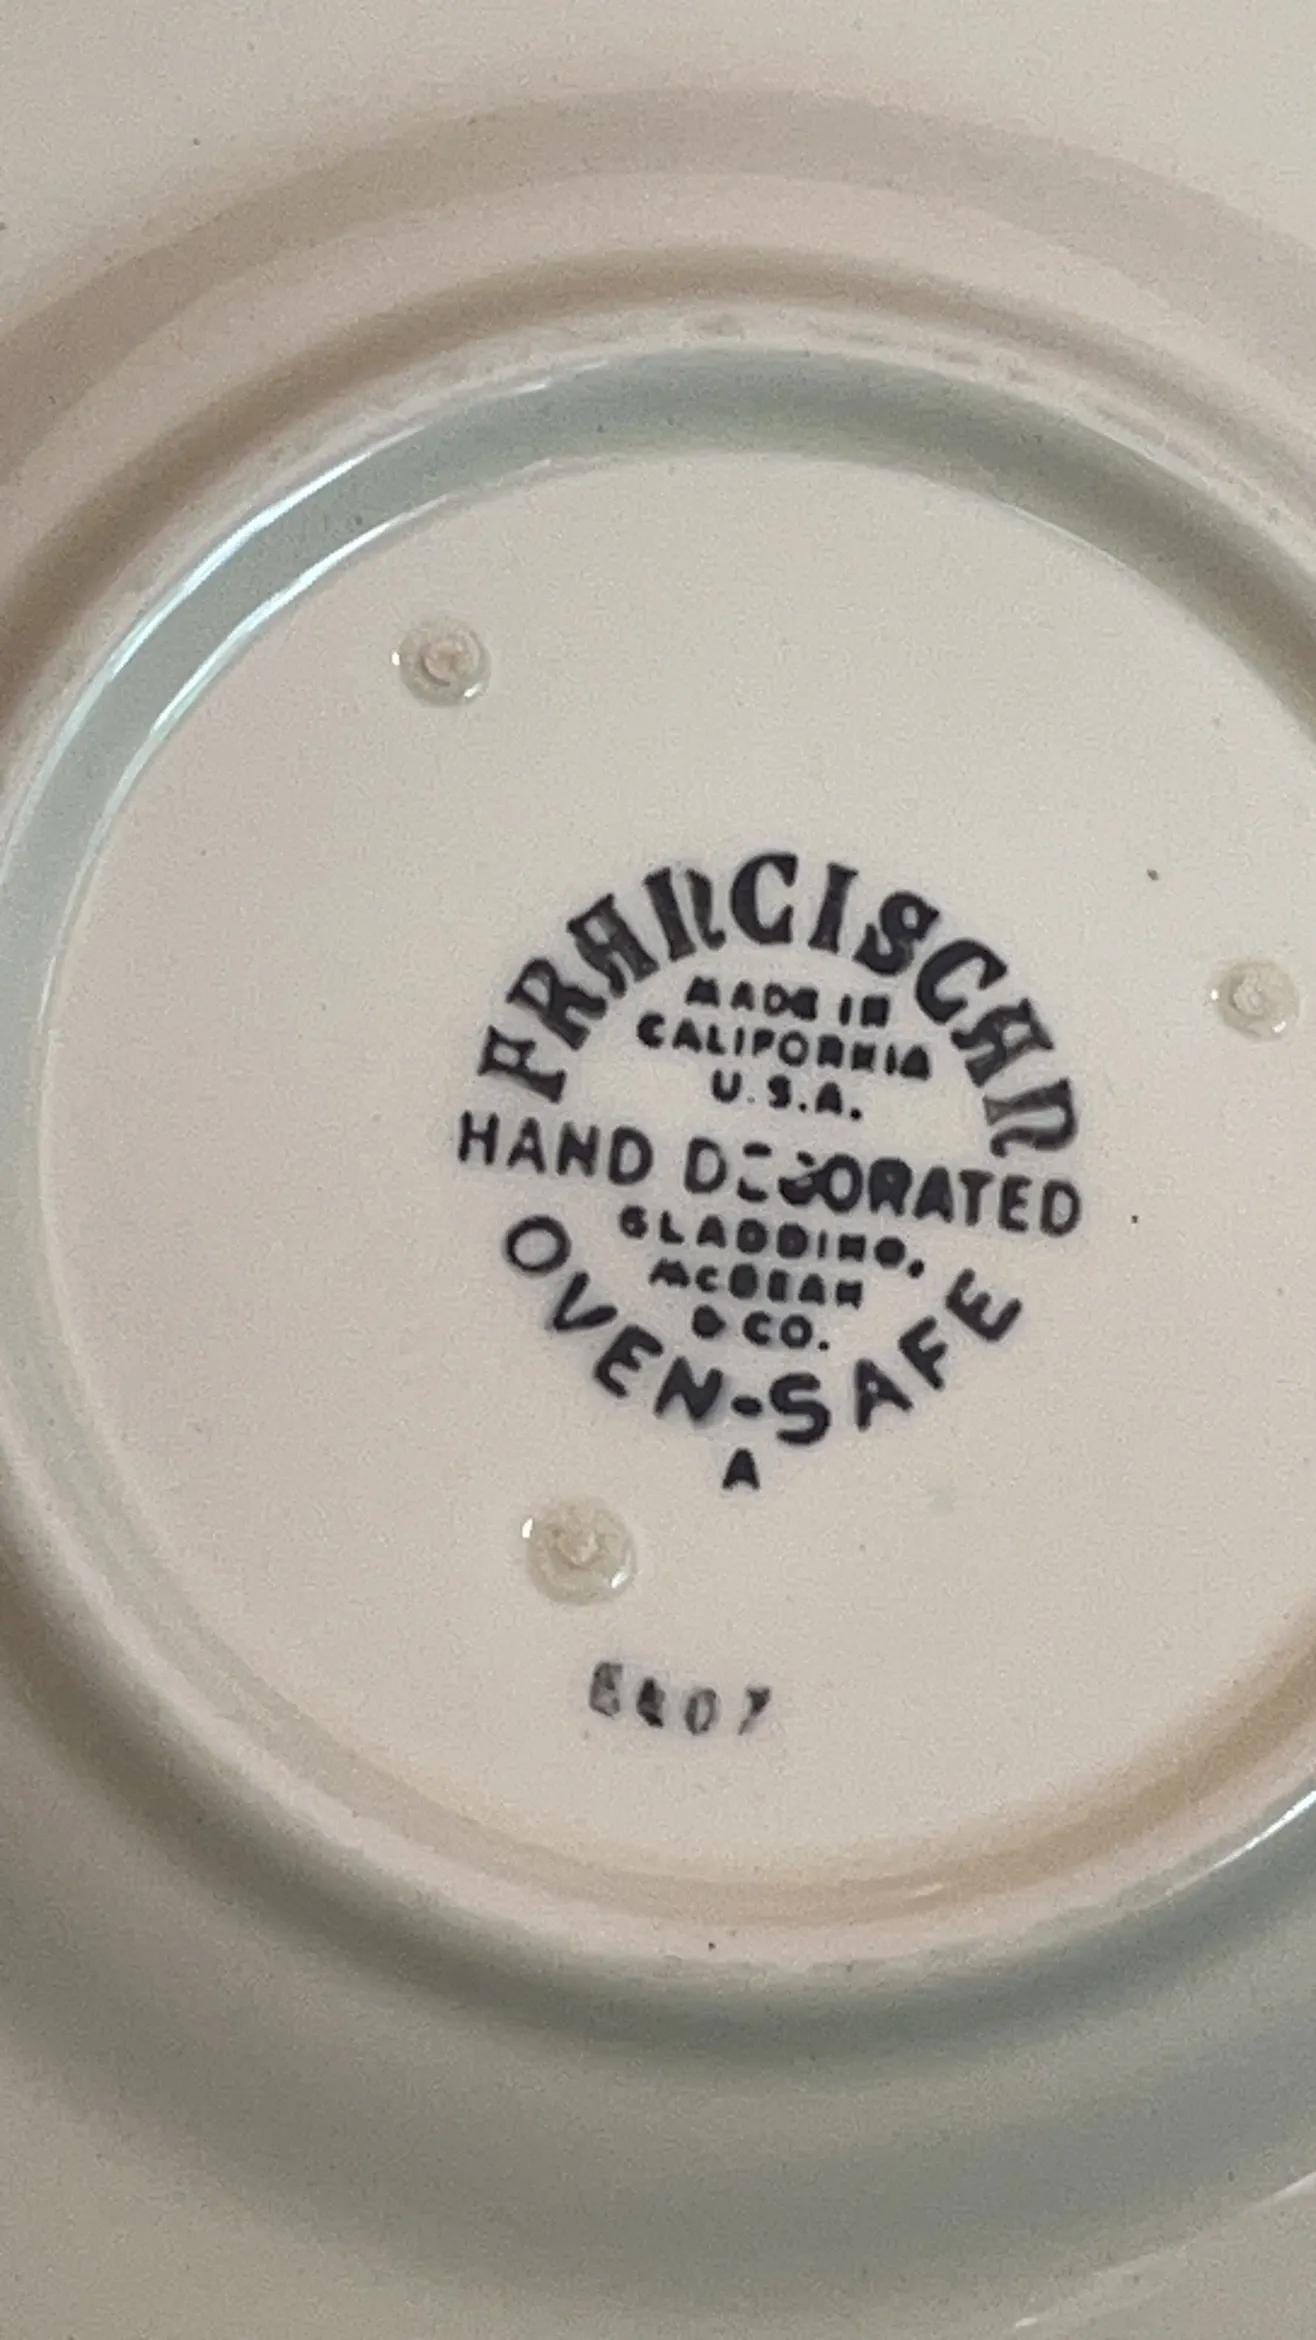 FRANCISCAN
MADE IN
CALIFORNIA
U.S.A.
HAND DECORATED
GLADDING,
McBEAN
& CO.
OVEN-SAFE
A